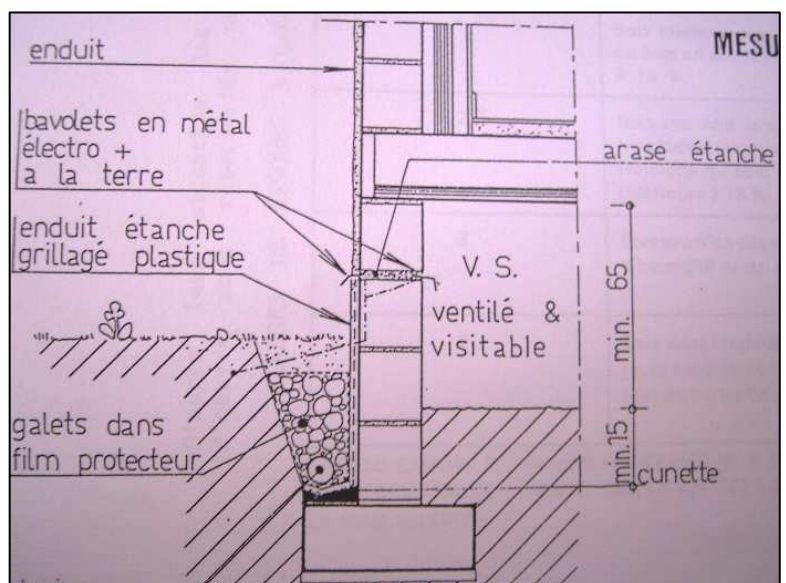 enduit
MESU
bavolets en métal
électro +
a la terre
arase étanche
enduit étanche
grillagé plastique
V. S.
ventilé &
visitable
min. 65
galets dans
film protecteur
min.15
cunette